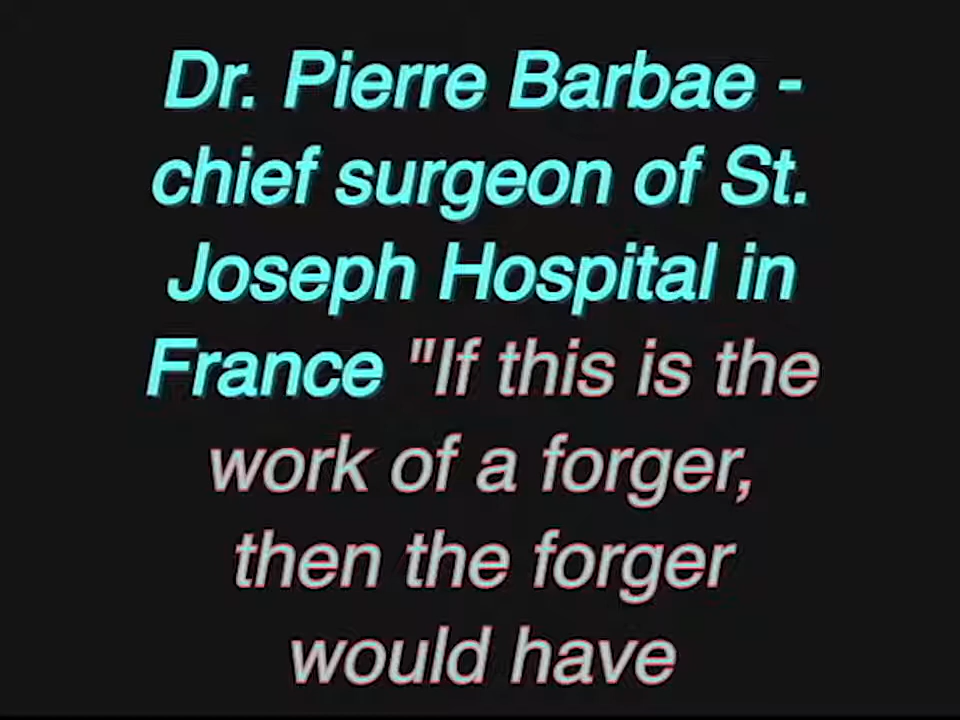 Dr. Pierre Barbae -
chief surgeon of St.
Joseph Hospital in
France "If this is the
work of a forger,
then the forger
would have